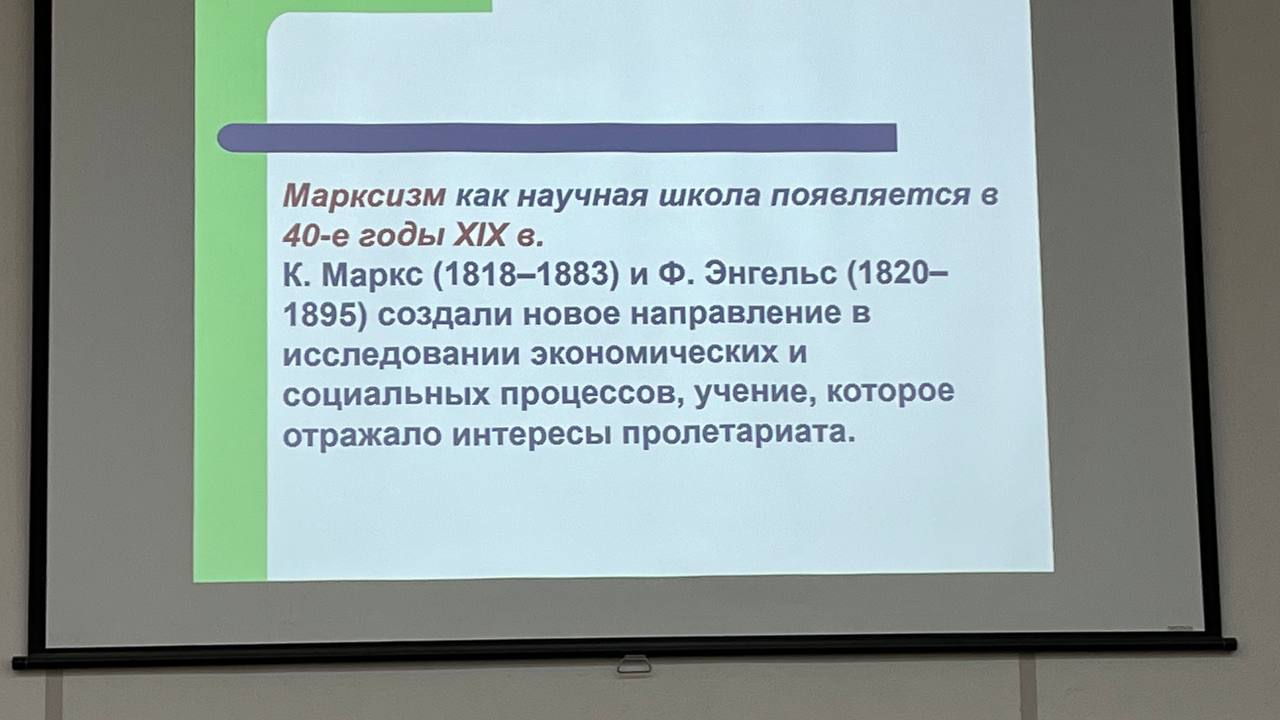 Марксизм как научная школа появляется в
40-е годы XIX в.
К. Маркс (1818–1883) и Ф. Энгельс (1820–
1895) создали новое направление в
исследовании экономических и
социальных процессов, учение, которое
отражало интересы пролетариата.